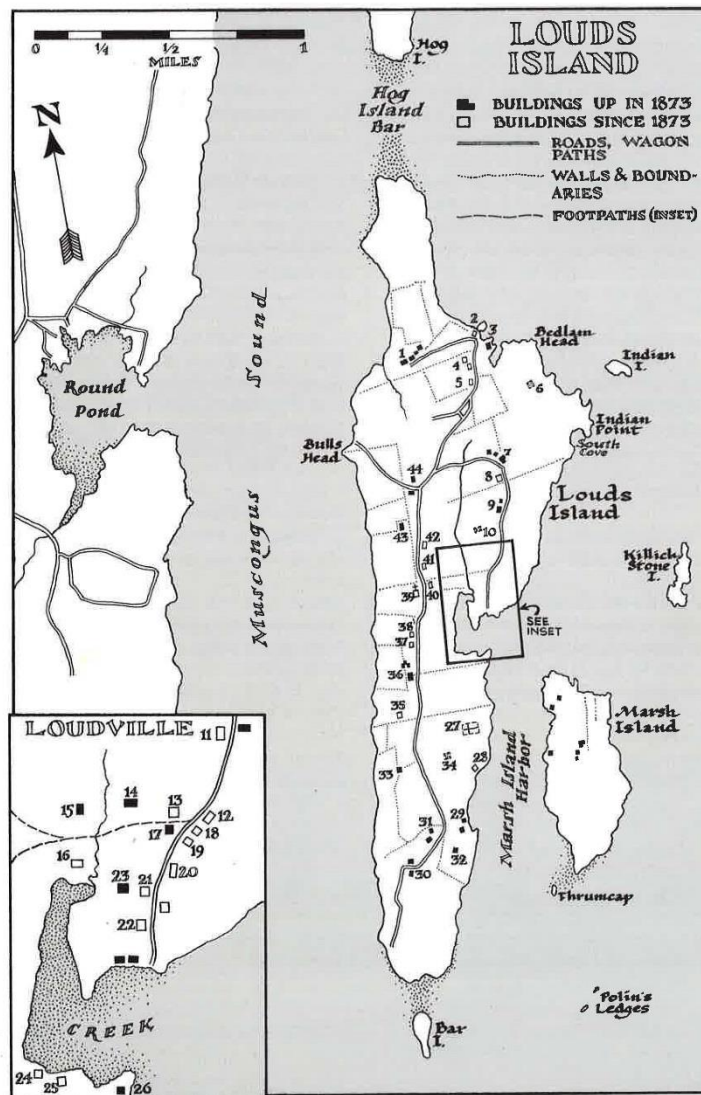 LOUDS
ISLAND
BUILDINGS UP IN 1873
BUILDINGS SINCE 1873
ROADS, WAGON
PATHS
WALLS & BOUND-
ARIES
FOOTPATHS (INSET)
0 1/4 1/2 1
MILES
N
Hog
I.
Hog
Island
Bar
Round
Pond
Muscongus Sound
Bulls
Head
Bedlam
Head
Indian
I.
Indian
Point
South
Cove
Louds
Island
Killick
Stone
I.
SEE
INSET
Marsh
Island
Marsh Island
Harbor
Thrumcap
Polin's
Ledges
Bar
I.
1
2
3
4
5
6
7
8
9
10
44
43
42
41
40
39
38
37
36
35
27
34
28
33
31
29
32
30
LOUDVILLE
11
14
15
13
12
17
18
19
16
20
23
21
22
CREEK
24
25
26